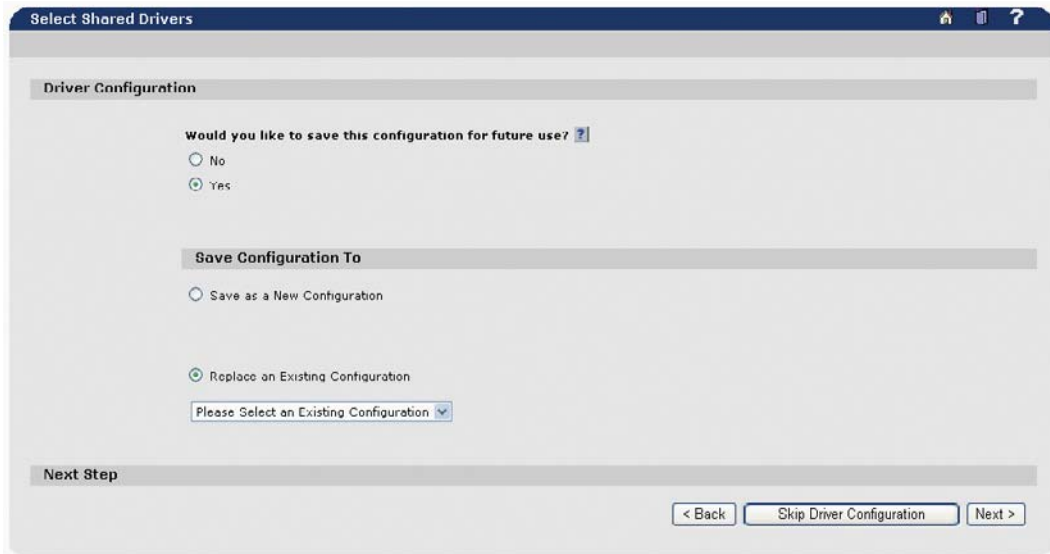 Select Shared Drivers
?
Driver Configuration
Would you like to save this configuration for future use? ?
No
Yes
Save Configuration To
Save as a New Configuration
Replace an Existing Configuration
Please Select an Existing Configuration
Next Step
< Back Skip Driver Configuration Next >